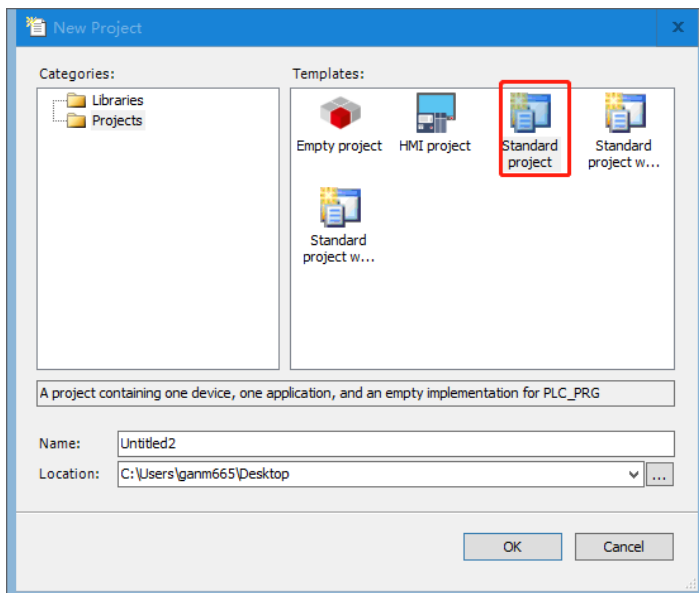 New Project
Categories:
Templates:
Libraries
Projects
Empty project
HMI project
Standard
project
Standard
project w...
Standard
project w...
A project containing one device, one application, and an empty implementation for PLC_PRG
Name:
Untitled2
Location:
C:\Users\ganm665\Desktop
...
OK
Cancel